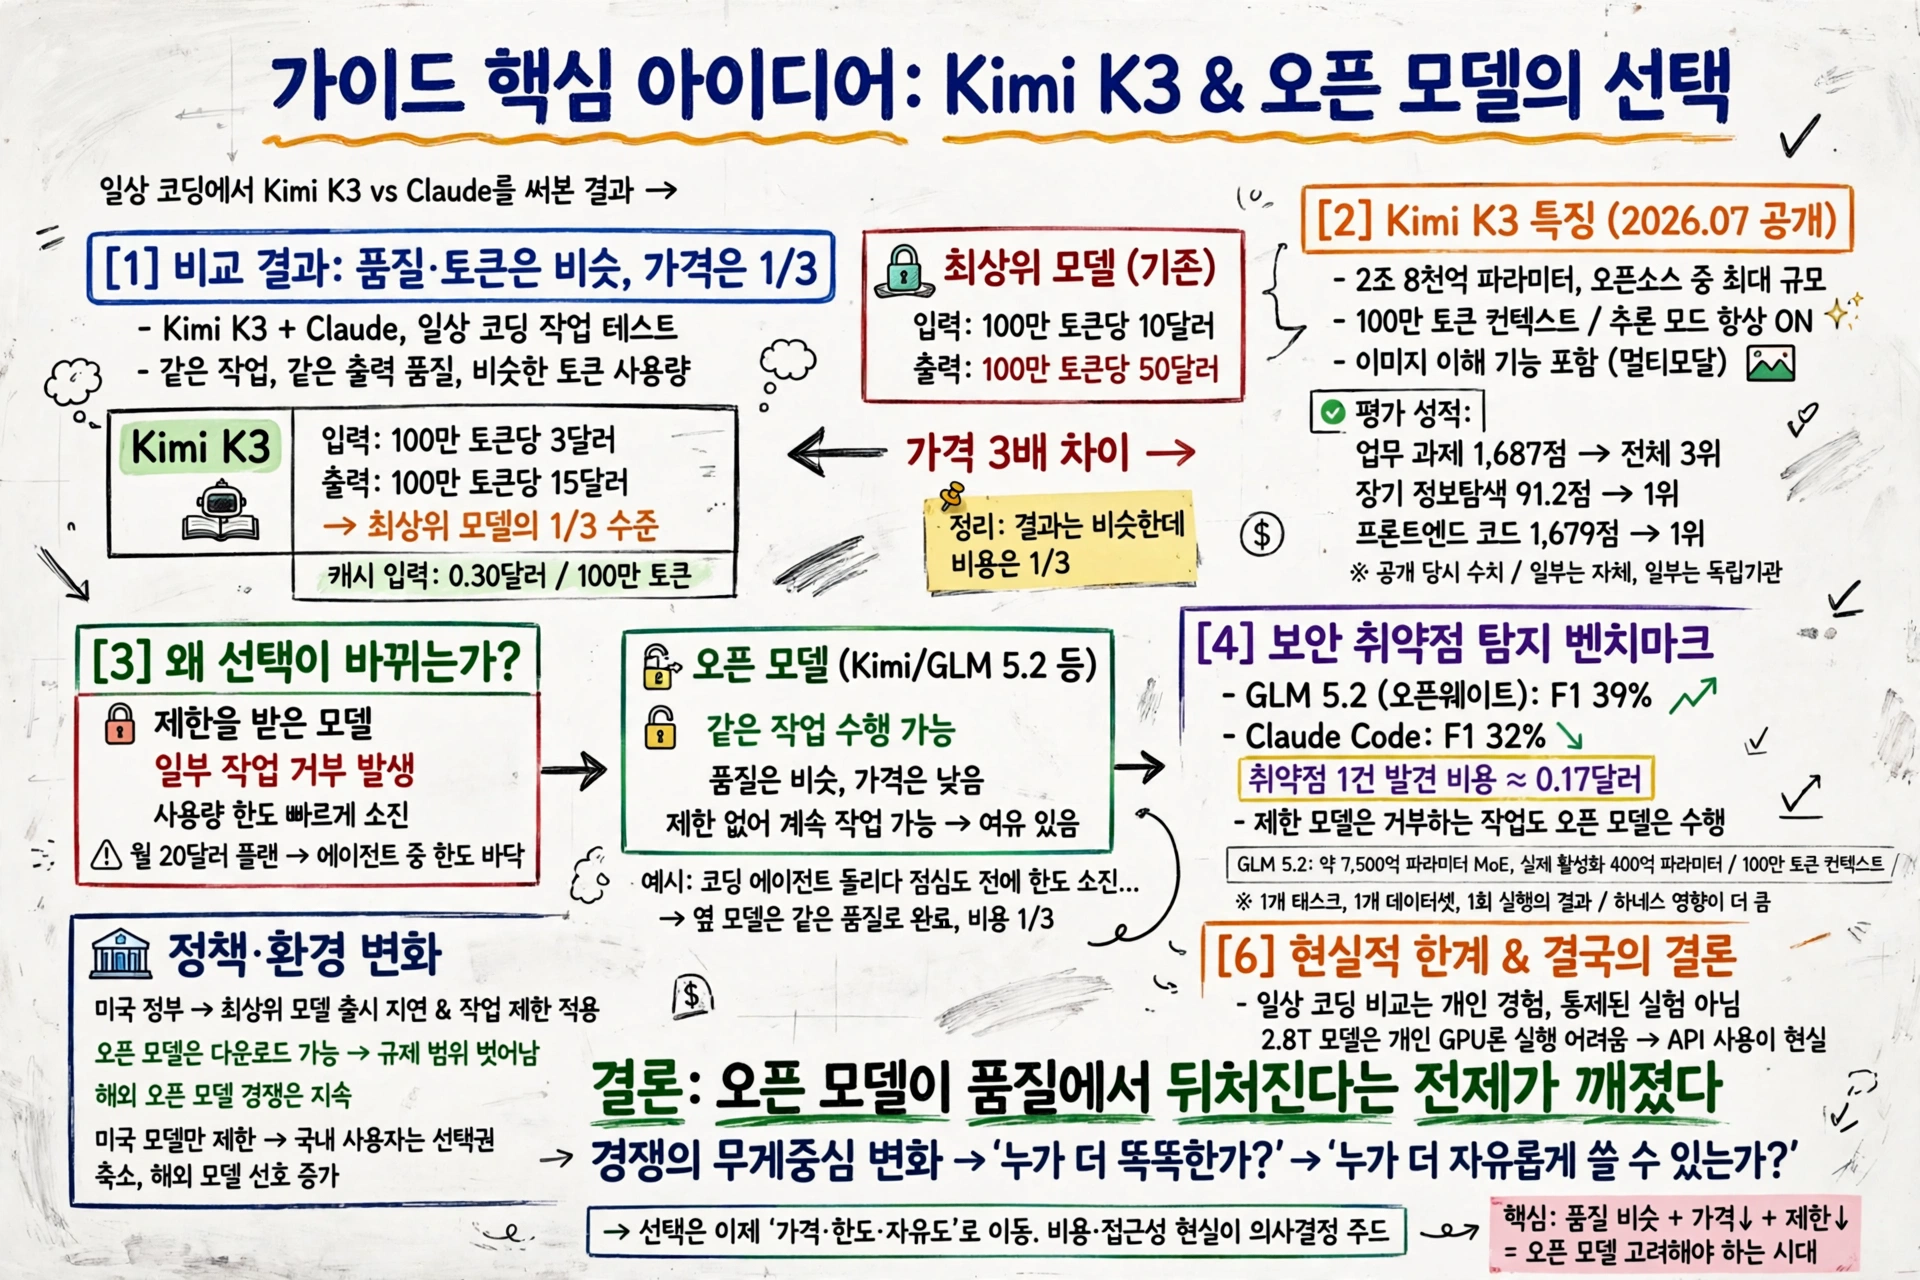 가이드 핵심 아이디어: Kimi K3 & 오픈 모델의 선택
일상 코딩에서 Kimi K3 vs Claude를 써본 결과 →
[1] 비교 결과: 품질·토큰은 비슷, 가격은 1/3
- Kimi K3 + Claude, 일상 코딩 작업 테스트
- 같은 작업, 같은 출력 품질, 비슷한 토큰 사용량
Kimi K3
입력: 100만 토큰당 3달러
출력: 100만 토큰당 15달러
→ 최상위 모델의 1/3 수준
캐시 입력: 0.30달러 / 100만 토큰
최상위 모델 (기존)
입력: 100만 토큰당 10달러
출력: 100만 토큰당 50달러
가격 3배 차이 →
정리: 결과는 비슷한데
비용은 1/3
$
[2] Kimi K3 특징 (2026.07 공개)
- 2조 8천억 파라미터, 오픈소스 중 최대 규모
- 100만 토큰 컨텍스트 / 추론 모드 항상 ON
- 이미지 이해 기능 포함 (멀티모달)
평가 성적:
업무 과제 1,687점 → 전체 3위
장기 정보탐색 91.2점 → 1위
프론트엔드 코드 1,679점 → 1위
※ 공개 당시 수치 / 일부는 자체, 일부는 독립기관
[3] 왜 선택이 바뀌는가?
제한을 받은 모델
일부 작업 거부 발생
사용량 한도 빠르게 소진
월 20달러 플랜 → 에이전트 중 한도 바닥
오픈 모델 (Kimi/GLM 5.2 등)
같은 작업 수행 가능
품질은 비슷, 가격은 낮음
제한 없어 계속 작업 가능 → 여유 있음
예시: 코딩 에이전트 돌리다 점심도 전에 한도 소진...
→ 옆 모델은 같은 품질로 완료, 비용 1/3
$
[4] 보안 취약점 탐지 벤치마크
- GLM 5.2 (오픈웨이트): F1 39%
- Claude Code: F1 32%
취약점 1건 발견 비용 ≈ 0.17달러
- 제한 모델은 거부하는 작업도 오픈 모델은 수행
GLM 5.2: 약 7,500억 파라미터 MoE, 실제 활성화 400억 파라미터 / 100만 토큰 컨텍스트 /
※ 1개 태스크, 1개 데이터셋, 1회 실행의 결과 / 하네스 영향이 더 큼
정책·환경 변화
미국 정부 → 최상위 모델 출시 지연 & 작업 제한 적용
오픈 모델은 다운로드 가능 → 규제 범위 벗어남
해외 오픈 모델 경쟁은 지속
미국 모델만 제한 → 국내 사용자는 선택권
축소, 해외 모델 선호 증가
[6] 현실적 한계 & 결국의 결론
- 일상 코딩 비교는 개인 경험, 통제된 실험 아님
2.8T 모델은 개인 GPU론 실행 어려움 → API 사용이 현실
결론: 오픈 모델이 품질에서 뒤처진다는 전제가 깨졌다
경쟁의 무게중심 변화 → ‘누가 더 똑똑한가?’ → ‘누가 더 자유롭게 쓸 수 있는가?’
→ 선택은 이제 ‘가격·한도·자유도’로 이동. 비용·접근성 현실이 의사결정 주드
핵심: 품질 비슷 + 가격↓ + 제한↓
= 오픈 모델 고려해야 하는 시대